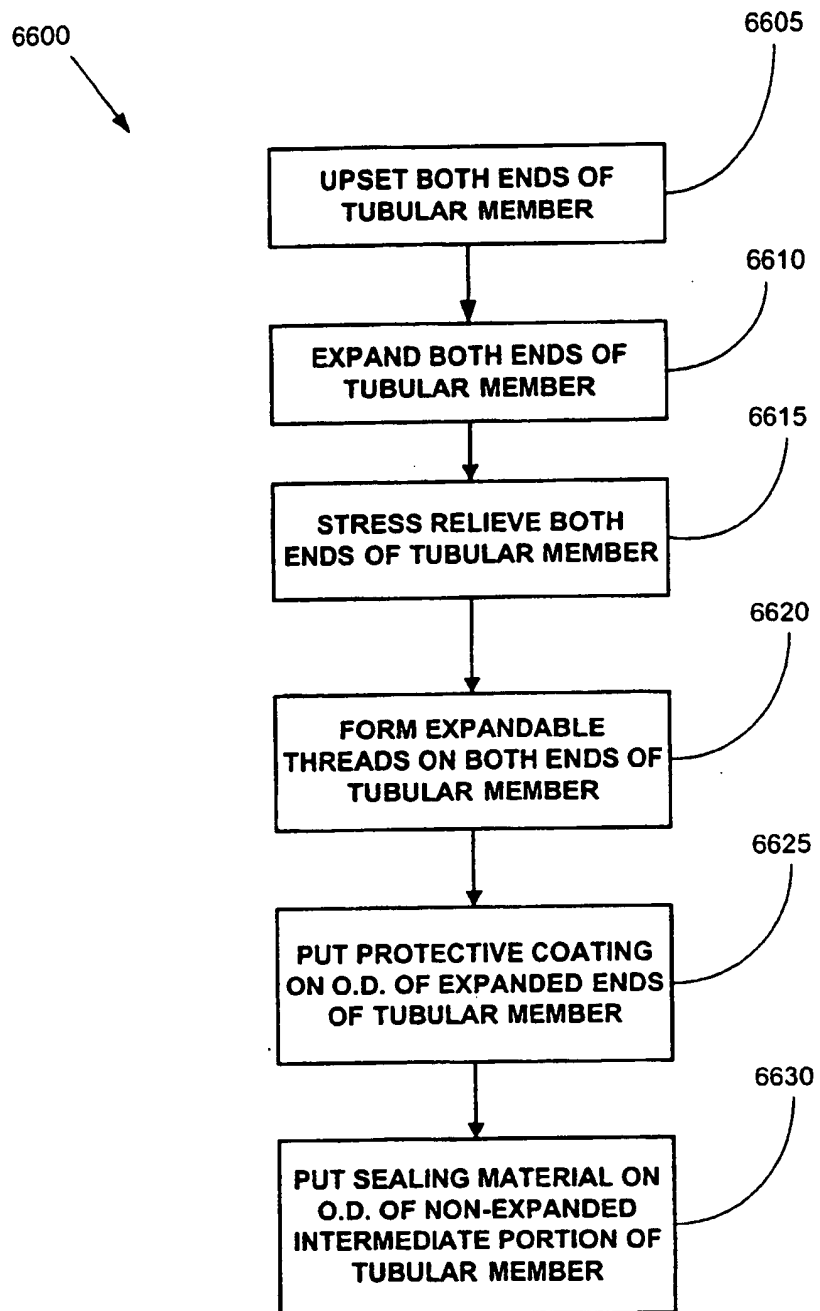 6600
6605
UPSET BOTH ENDS OF
TUBULAR MEMBER
6610
EXPAND BOTH ENDS OF
TUBULAR MEMBER
6615
STRESS RELIEVE BOTH
ENDS OF TUBULAR MEMBER
6620
FORM EXPANDABLE
THREADS ON BOTH ENDS OF
TUBULAR MEMBER
6625
PUT PROTECTIVE COATING
ON O.D. OF EXPANDED ENDS
OF TUBULAR MEMBER
6630
PUT SEALING MATERIAL ON
O.D. OF NON-EXPANDED
INTERMEDIATE PORTION OF
TUBULAR MEMBER